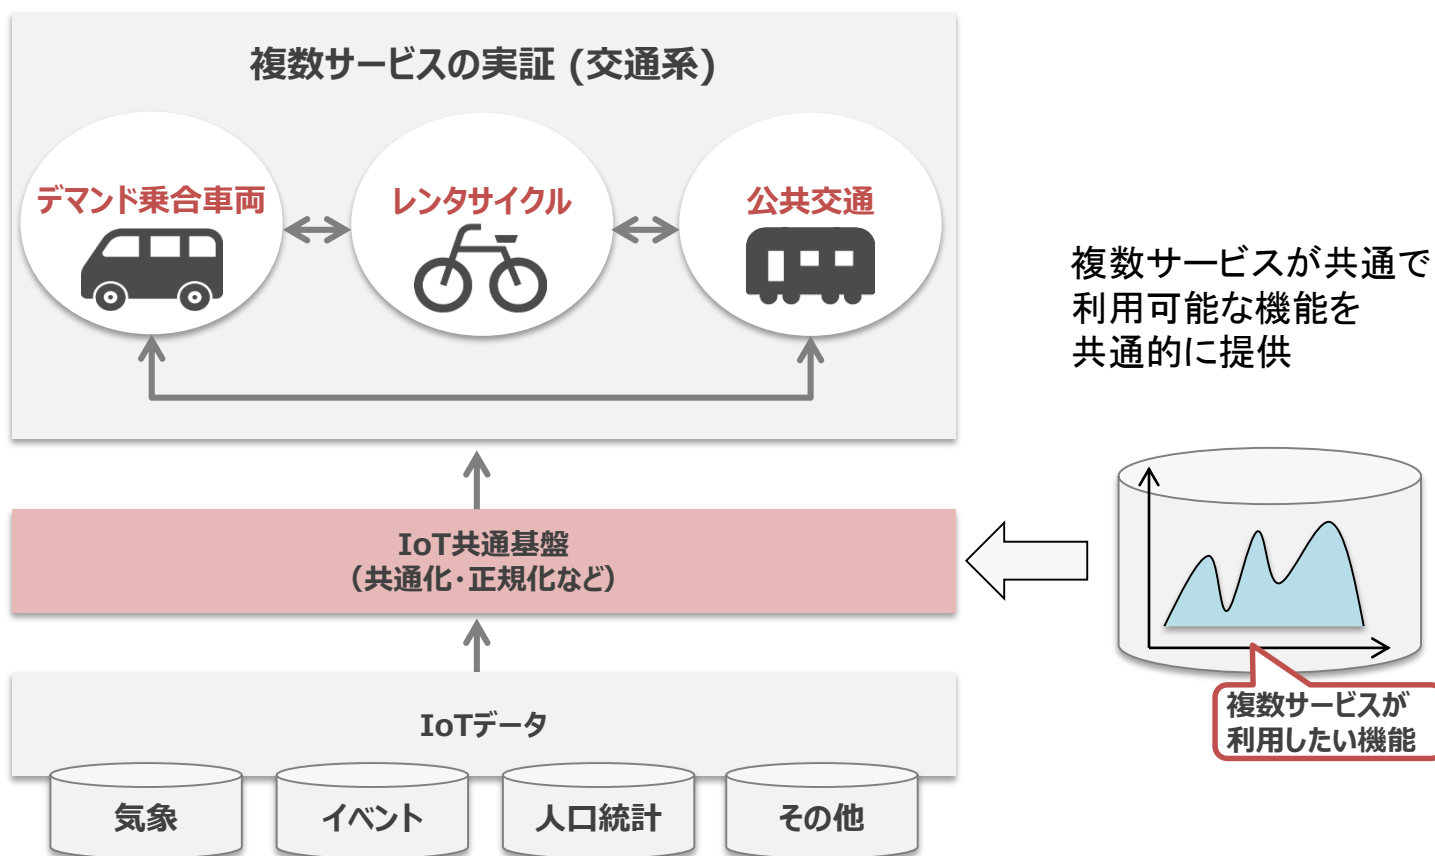 複数サービスの実証 (交通系)
デマンド乗合車両
レンタサイクル
公共交通
複数サービスが共通で
利用可能な機能を
共通的に提供
IoT共通基盤
(共通化・正規化など)
複数サービスが
利用したい機能
IoTデータ
気象
イベント
人口統計
その他